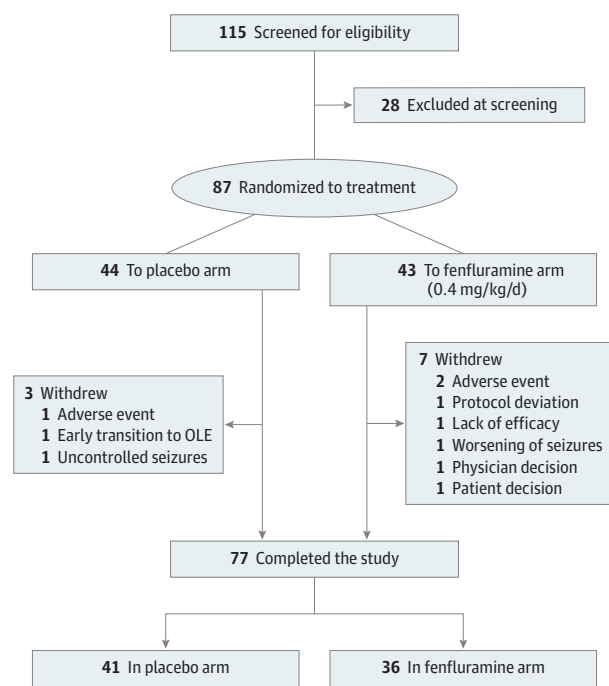 115 Screened for eligibility
28 Excluded at screening
87 Randomized to treatment
44 To placebo arm
43 To fenfluramine arm
(0.4 mg/kg/d)
3 Withdrew
1 Adverse event
1 Early transition to OLE
1 Uncontrolled seizures
7 Withdrew
2 Adverse event
1 Protocol deviation
1 Lack of efficacy
1 Worsening of seizures
1 Physician decision
1 Patient decision
77 Completed the study
41 In placebo arm
36 In fenfluramine arm